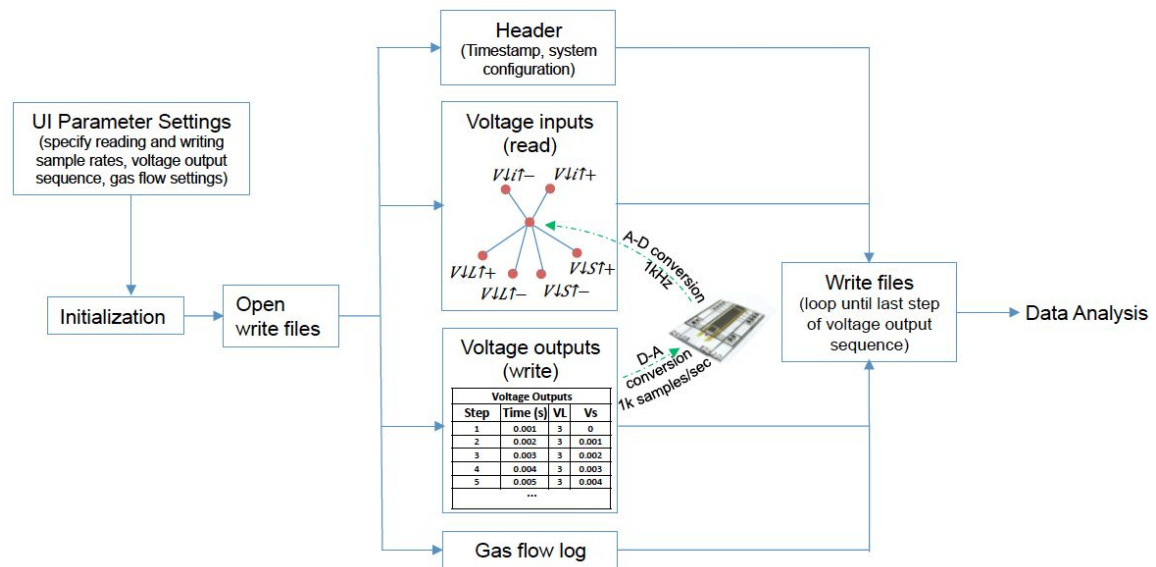 Header
(Timestamp, system
configuration)
UI Parameter Settings
(specify reading and writing
sample rates, voltage output
sequence, gas flow settings)
Voltage inputs
(read)
V↓i↑− V↓i↑+
V↓L↑+ V↓S↑+
V↓L↑− V↓S↑−
A-D conversion
1kHz
Initialization
Open
write files
Write files
(loop until last step
of voltage output
sequence)
Data Analysis
Voltage outputs
(write)
D-A
conversion
1k samples/sec
Voltage Outputs
Step Time (s) VL Vs
1 0.001 3 0
2 0.002 3 0.001
3 0.003 3 0.002
4 0.004 3 0.003
5 0.005 3 0.004
...
Gas flow log